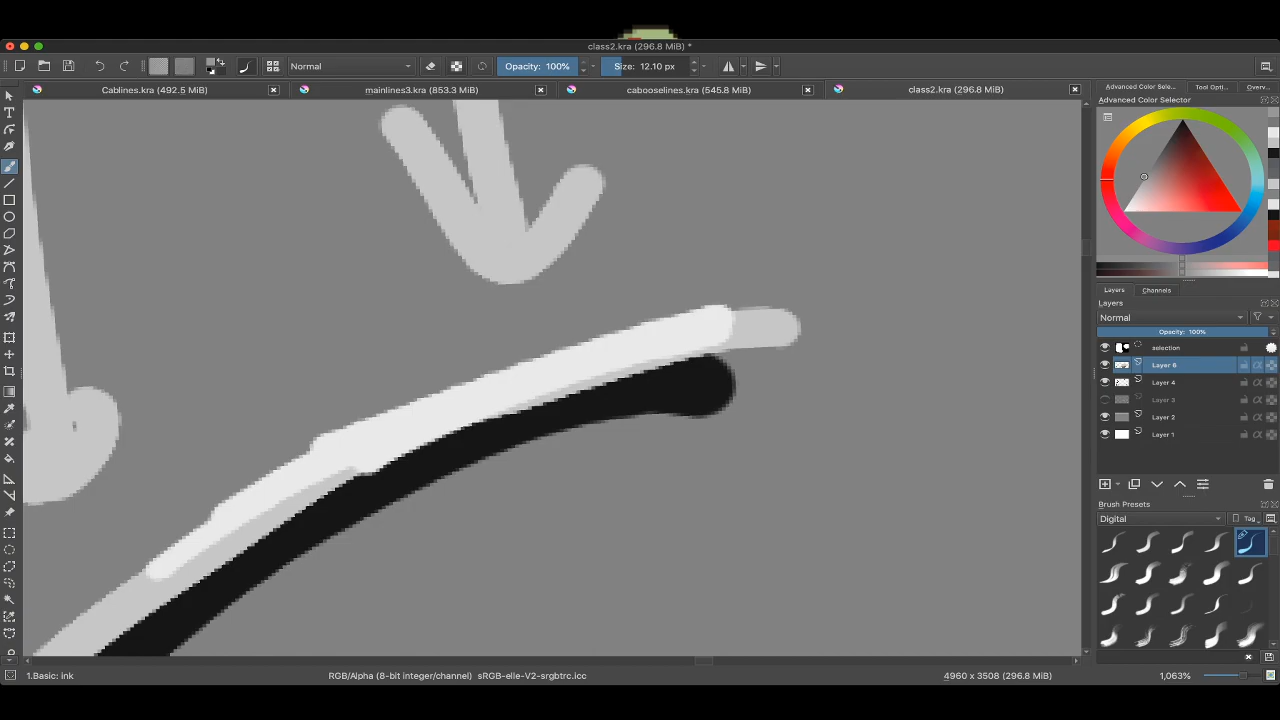 class2.kra (296.8 MiB) *
Normal
Opacity: 100%
Size: 12.10 px
Cablines.kra (492.5 MiB)
mainlines3.kra (853.3 MiB)
cabooselines.kra (545.8 MiB)
class2.kra (296.8 MiB)
Advanced Color Sele...
Tool Opti...
Overv...
Advanced Color Selector
Layers
Channels
Layers
Normal
Opacity: 100%
selection
Layer 6
Layer 4
Layer 3
Layer 2
Layer 1
Brush Presets
Digital
Tag
1.Basic: ink
RGB/Alpha (8-bit integer/channel) sRGB-elle-V2-srgbtrc.icc
4960 x 3508 (296.8 MiB)
1,063%